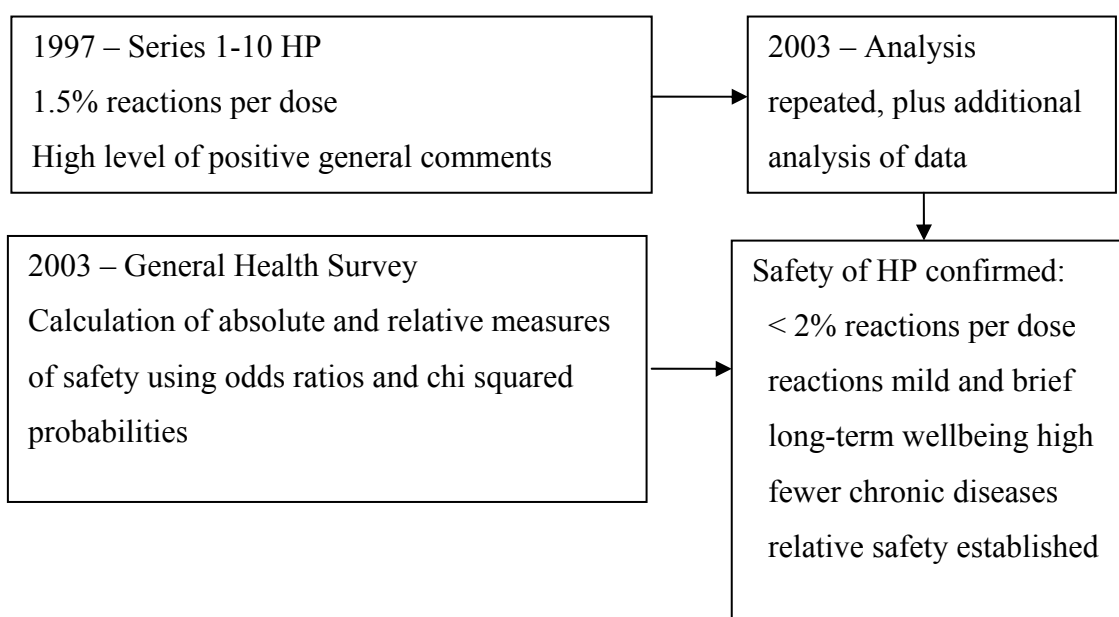 1997 – Series 1-10 HP
1.5% reactions per dose
High level of positive general comments
2003 – Analysis
repeated, plus additional
analysis of data
2003 – General Health Survey
Calculation of absolute and relative measures
of safety using odds ratios and chi squared
probabilities
Safety of HP confirmed:
< 2% reactions per dose
reactions mild and brief
long-term wellbeing high
fewer chronic diseases
relative safety established